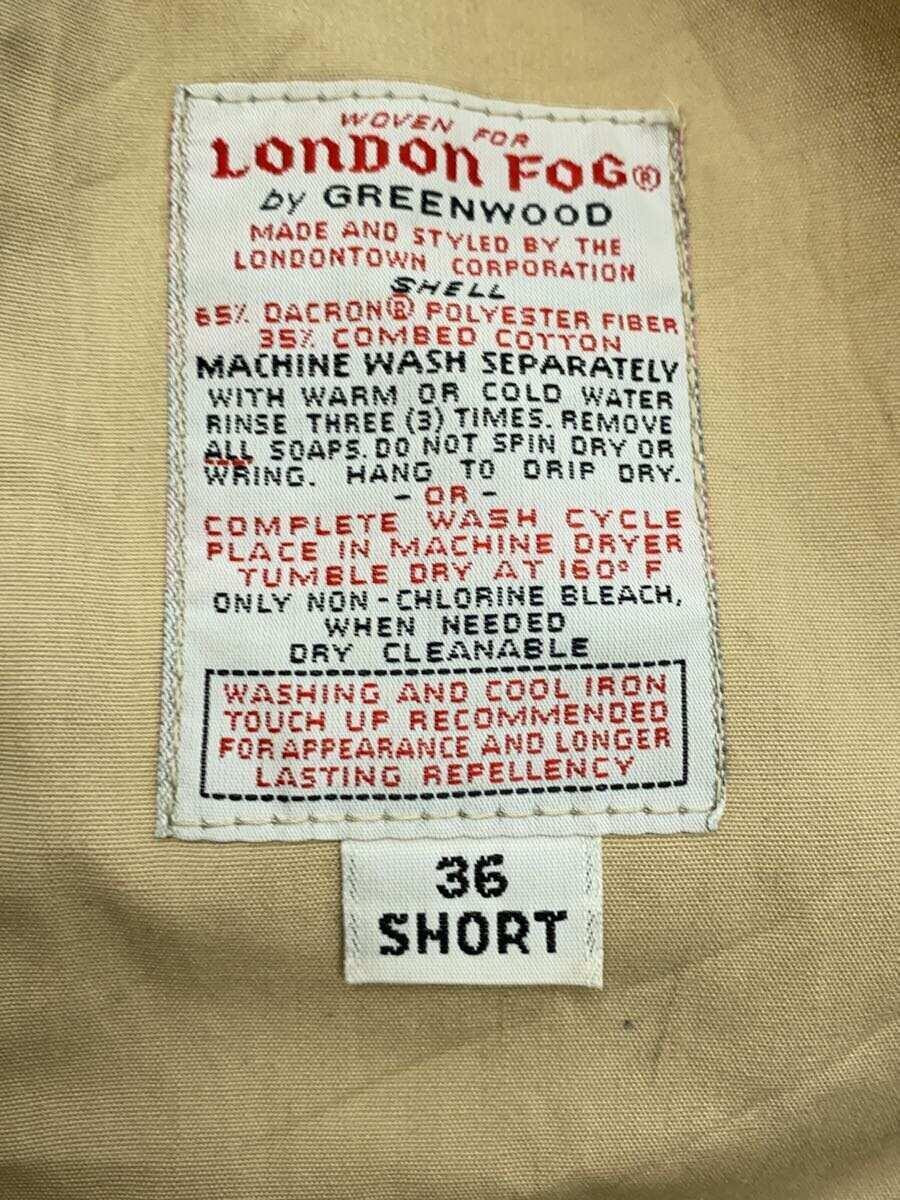 WOVEN FOR
LONDON FOG®
by GREENWOOD
MADE AND STYLED BY THE
LONDONTOWN CORPORATION
SHELL
65% DACRON® POLYESTER FIBER
35% COMBED COTTON
MACHINE WASH SEPARATELY
WITH WARM OR COLD WATER
RINSE THREE (3) TIMES. REMOVE
ALL SOAPS. DO NOT SPIN DRY OR
WRING. HANG TO DRIP DRY.
- OR -
COMPLETE WASH CYCLE
PLACE IN MACHINE DRYER
TUMBLE DRY AT 160° F
ONLY NON-CHLORINE BLEACH,
WHEN NEEDED
DRY CLEANABLE
WASHING AND COOL IRON
TOUCH UP RECOMMENDED
FOR APPEARANCE AND LONGER
LASTING REPELLENCY
36
SHORT